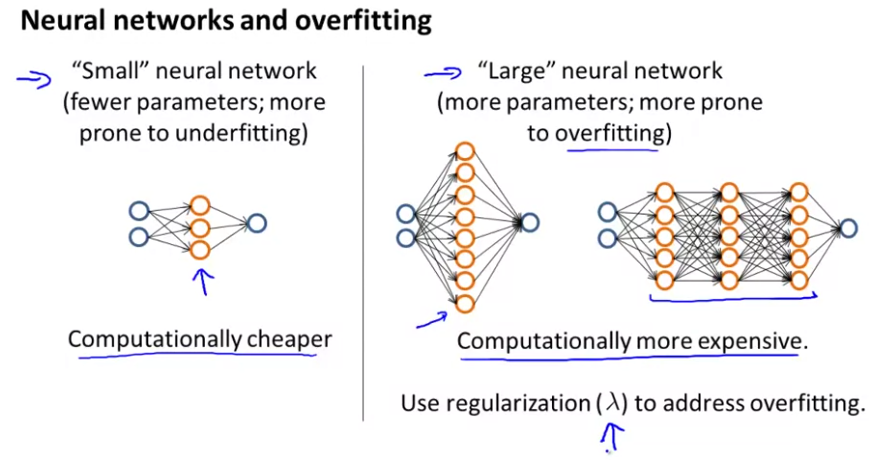 Neural networks and overfitting
“Small” neural network
(fewer parameters; more
prone to underfitting)
Computationally cheaper
“Large” neural network
(more parameters; more prone
to overfitting)
Computationally more expensive.
Use regularization (λ) to address overfitting.